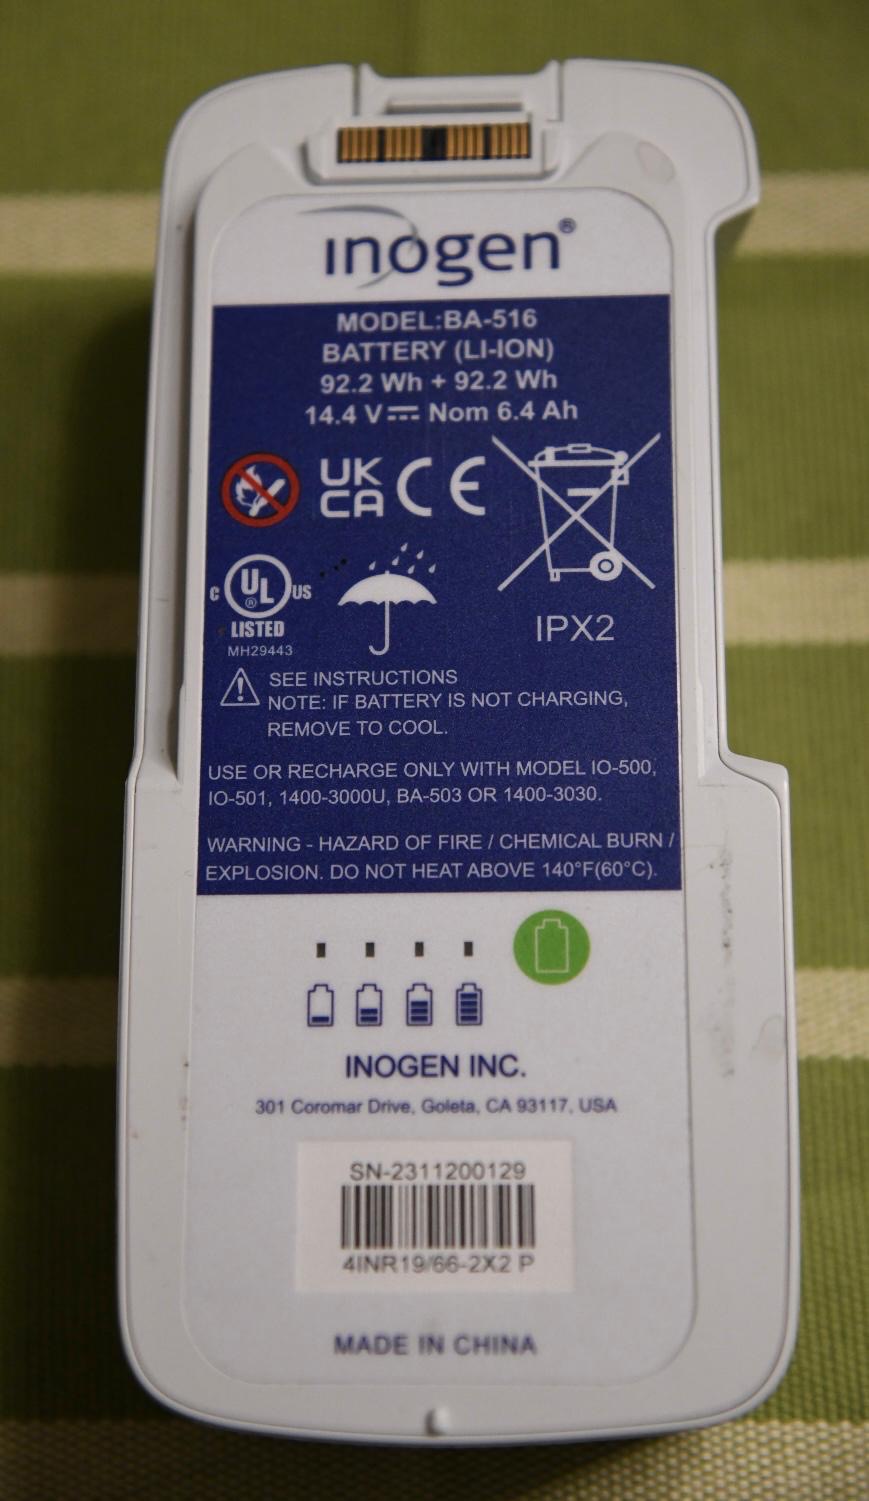 inogen®
MODEL:BA-516
BATTERY (LI-ION)
92.2 Wh + 92.2 Wh
14.4 V⎓ Nom 6.4 Ah
UK
CA
CE
C UL® US
LISTED
MH29443
IPX2
SEE INSTRUCTIONS
NOTE: IF BATTERY IS NOT CHARGING,
REMOVE TO COOL.
USE OR RECHARGE ONLY WITH MODEL IO-500,
IO-501, 1400-3000U, BA-503 OR 1400-3030.
WARNING - HAZARD OF FIRE / CHEMICAL BURN /
EXPLOSION. DO NOT HEAT ABOVE 140°F(60°C).
INOGEN INC.
301 Coromar Drive, Goleta, CA 93117, USA
SN-2311200129
4INR19/66-2X2 P
MADE IN CHINA